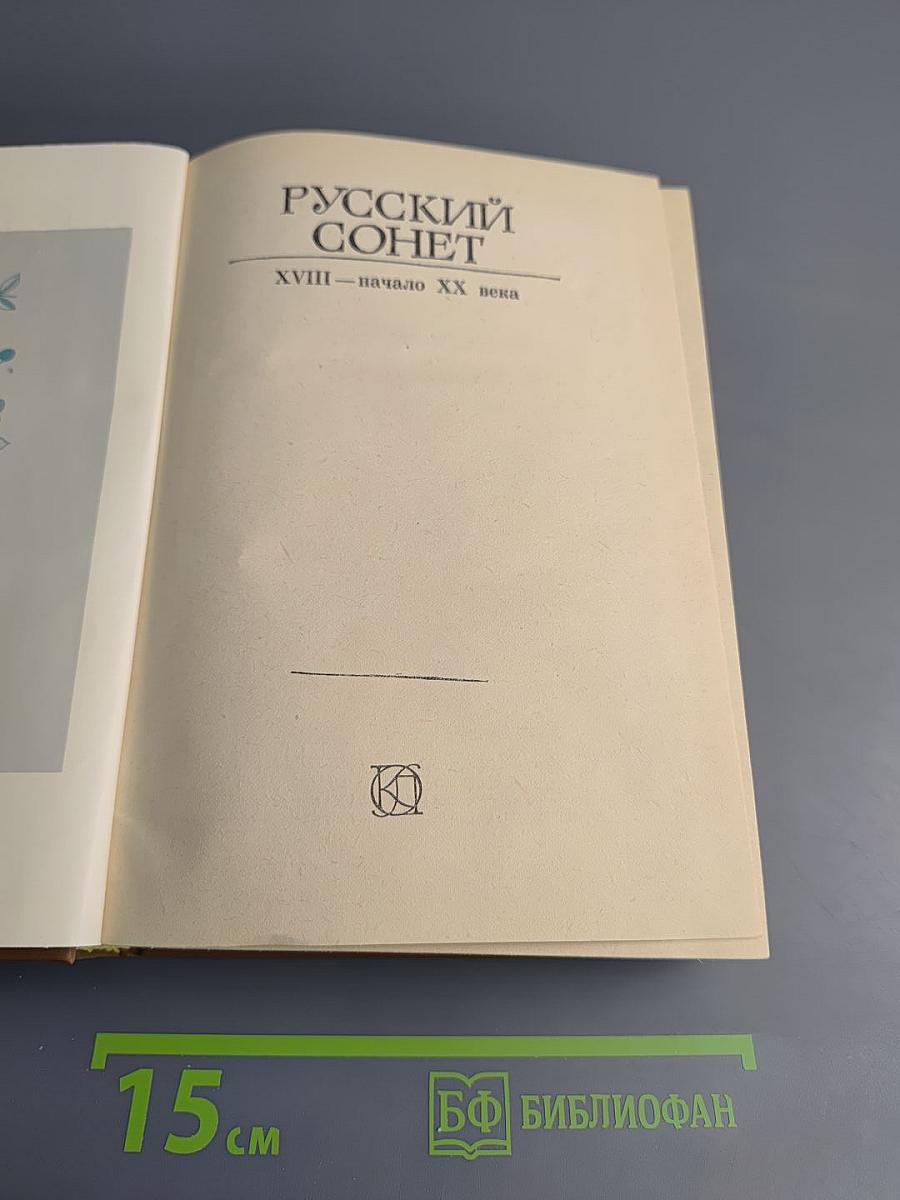 РУССКИЙ
СОНЕТ
XVIII — начало XX века
15 см
БФ БИБЛИОФАН